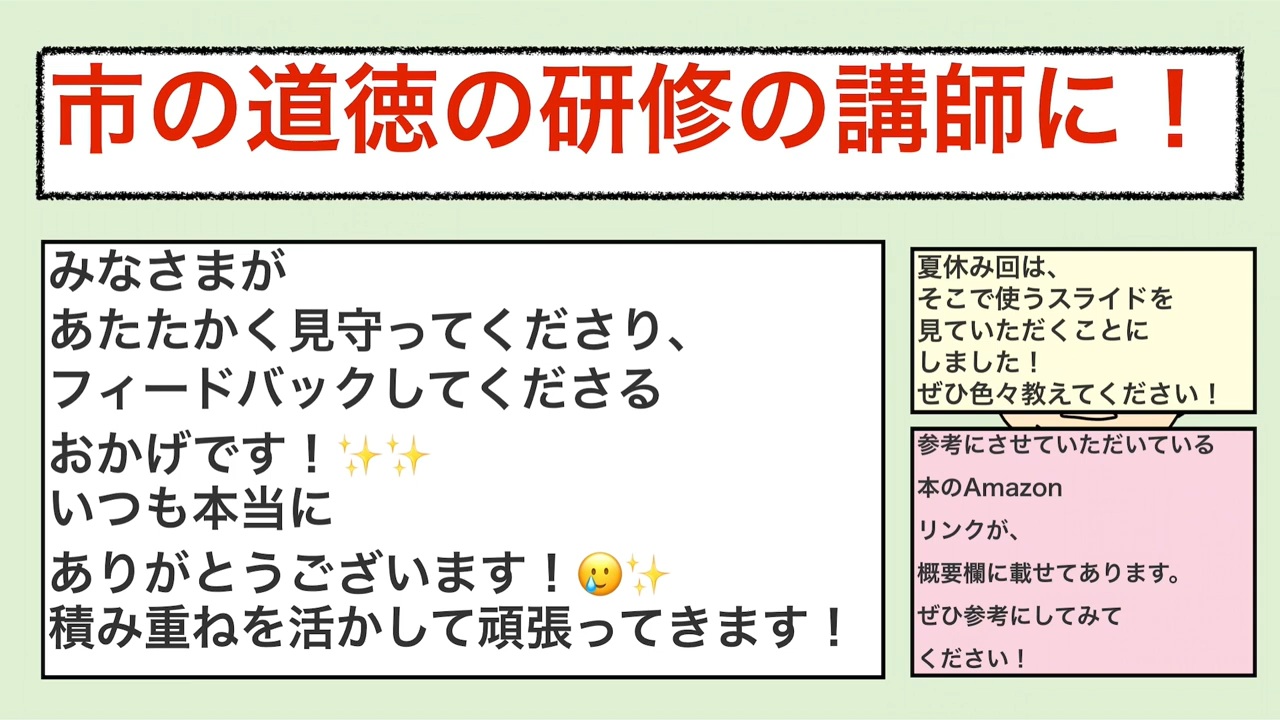 市の道徳の研修の講師に！
みなさまが
あたたかく見守ってくださり、
フィードバックしてくださる
おかげです！✨✨
いつも本当に
ありがとうございます！🥲✨
積み重ねを活かして頑張ってきます！
夏休み回は、
そこで使うスライドを
見ていただくことに
しました！
ぜひ色々教えてください！
参考にさせていただいている
本のAmazon
リンクが、
概要欄に載せてあります。
ぜひ参考にしてみて
ください！